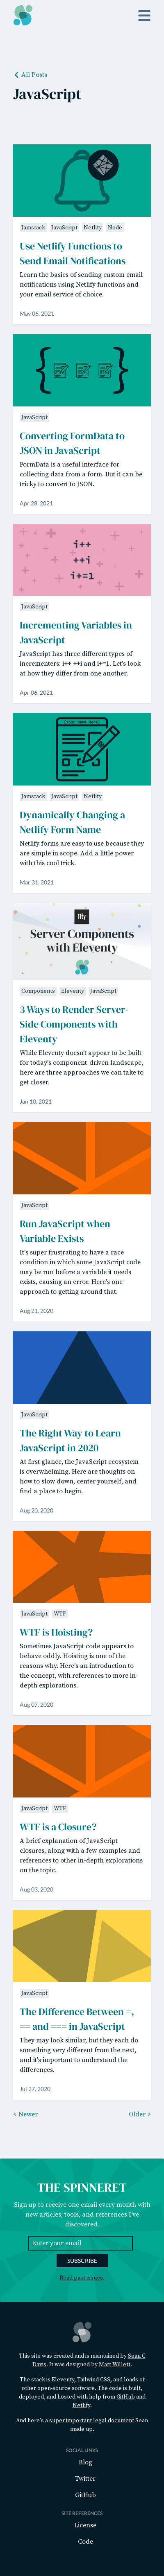 All Posts
JavaScript
Jamstack JavaScript Netlify Node
Use Netlify Functions to
Send Email Notifications
Learn the basics of sending custom email
notifications using Netlify functions and
your email service of choice.
May 06, 2021
JavaScript
Converting FormData to
JSON in JavaScript
FormData is a useful interface for
collecting data from a form. But it can be
tricky to convert to JSON.
Apr 28, 2021
i++
++i
i+=1
JavaScript
Incrementing Variables in
JavaScript
JavaScript has three different types of
incrementers: i++ ++i and i+=1. Let's look
at how they differ from one another.
Apr 06, 2021
Jamstack JavaScript Netlify
Dynamically Changing a
Netlify Form Name
Netlify forms are easy to use because they
are simple in scope. Add a little power
with this cool trick.
Mar 31, 2021
11ty
Server Components
with Eleventy
Components Eleventy JavaScript
3 Ways to Render Server-
Side Components with
Eleventy
While Eleventy doesn't appear to be built
for today's component-driven landscape,
here are three approaches we can take to
get closer.
Jan 10, 2021
JavaScript
Run JavaScript when
Variable Exists
It's super frustrating to have a race
condition in which some JavaScript code
may be run before a variable it needs
exists, causing an error. Here's one
approach to getting around that.
Aug 21, 2020
JavaScript
The Right Way to Learn
JavaScript in 2020
At first glance, the JavaScript ecosystem
is overwhelming. Here are thoughts on
how to slow down, center yourself, and
find a place to begin.
Aug 20, 2020
JavaScript WTF
WTF is Hoisting?
Sometimes JavaScript code appears to
behave oddly. Hoisting is one of the
reasons why. Here's an introduction to
the concept, with references to more in-
depth explorations.
Aug 07, 2020
JavaScript WTF
WTF is a Closure?
A brief explanation of JavaScript
closures, along with a few examples and
references to other in-depth explorations
on the topic.
Aug 03, 2020
JavaScript
The Difference Between =,
== and === in JavaScript
They may look similar, but they each do
something very different from the next,
and it's important to understand the
differences.
Jul 27, 2020
< Newer Older >
THE SPINNERET
Sign up to receive one email every month with
new articles, tools, and references I've
discovered.
Enter your email
SUBSCRIBE
Read past issues.
This site was created and is maintained by Sean C
Davis. It was designed by Matt Willett.
The stack is Eleventy, Tailwind CSS, and loads of
other open-source software. The code is built,
deployed, and hosted with help from GitHub and
Netlify.
And here's a super important legal document Sean
made up.
SOCIAL LINKS
Blog
Twitter
GitHub
SITE REFERENCES
License
Code